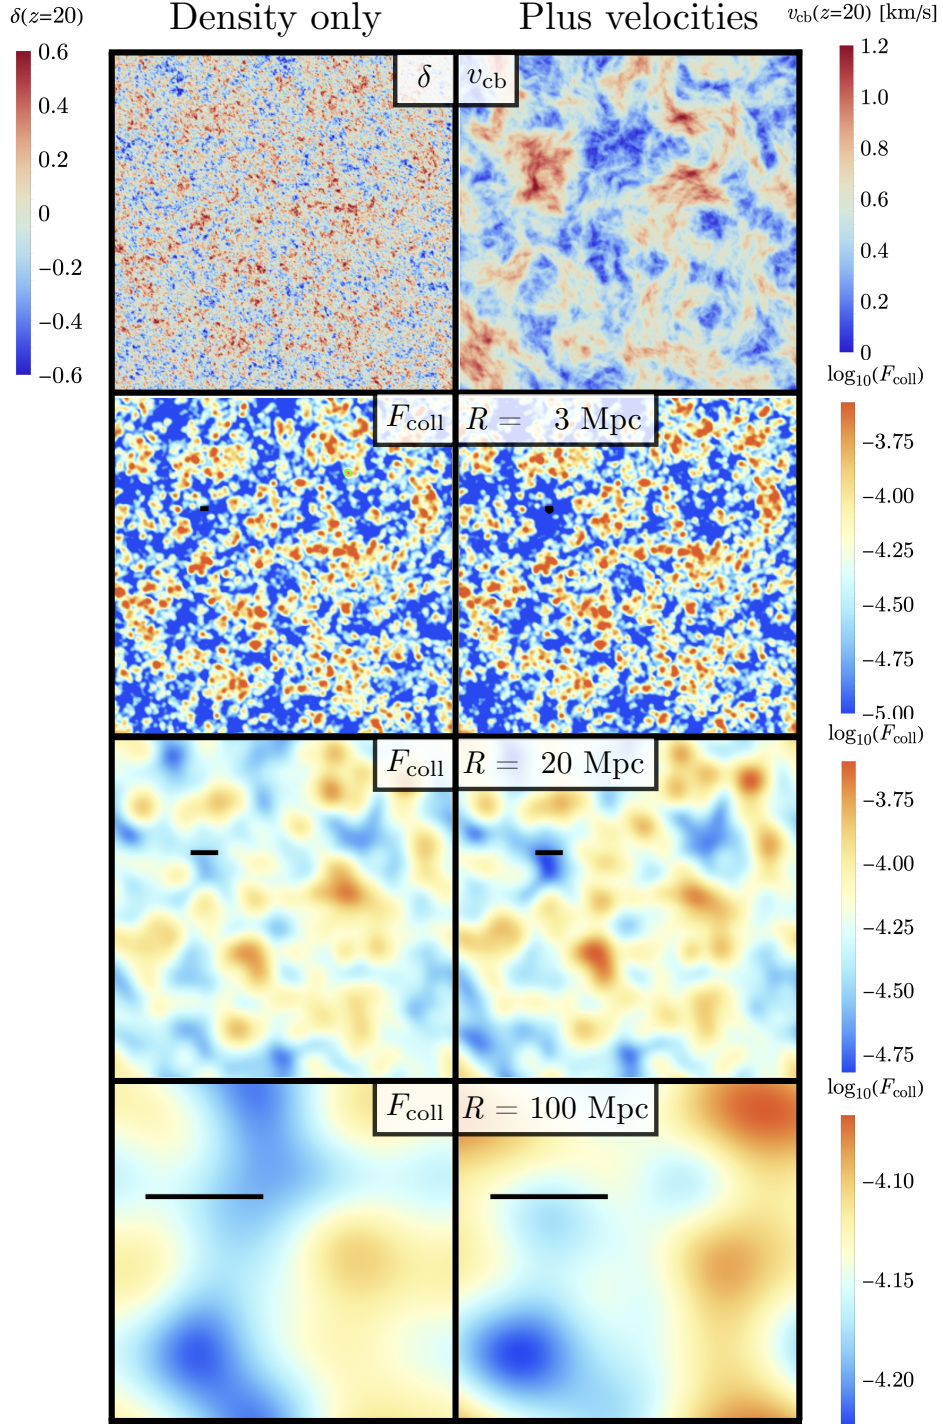 Density only
Plus velocities
δ(z=20)
v_cb(z=20) [km/s]
0.6
0.4
0.2
0
−0.2
−0.4
−0.6
δ
v_cb
1.2
1.0
0.8
0.6
0.4
0.2
0
log₁₀(F_coll)
F_coll
R = 3 Mpc
−3.75
−4.00
−4.25
−4.50
−4.75
−5.00
log₁₀(F_coll)
F_coll
R = 20 Mpc
−3.75
−4.00
−4.25
−4.50
−4.75
log₁₀(F_coll)
F_coll
R = 100 Mpc
−4.10
−4.15
−4.20